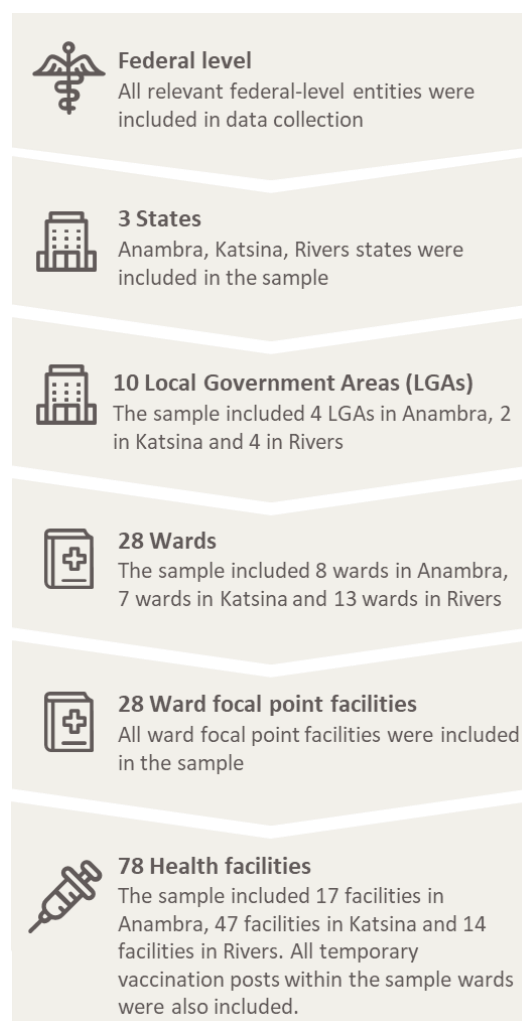 Federal level
All relevant federal-level entities were
included in data collection
3 States
Anambra, Katsina, Rivers states were
included in the sample
10 Local Government Areas (LGAs)
The sample included 4 LGAs in Anambra, 2
in Katsina and 4 in Rivers
28 Wards
The sample included 8 wards in Anambra,
7 wards in Katsina and 13 wards in Rivers
28 Ward focal point facilities
All ward focal point facilities were included
in the sample
78 Health facilities
The sample included 17 facilities in
Anambra, 47 facilities in Katsina and 14
facilities in Rivers. All temporary
vaccination posts within the sample wards
were also included.